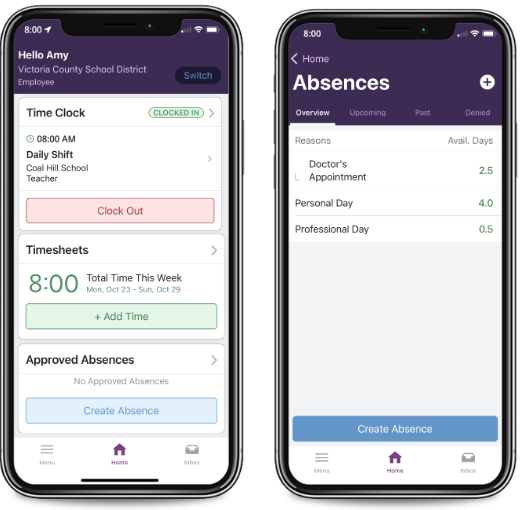 8:00
Hello Amy
Victoria County School District
Employee
Switch
Time Clock
CLOCKED IN
08:00 AM
Daily Shift
Coal Hill School
Teacher
Clock Out
Timesheets
8:00
Total Time This Week
Mon, Oct 23 - Sun, Oct 29
+ Add Time
Approved Absences
No Approved Absences
Create Absence
Menu
Home
Inbox
8:00
Home
Absences
Overview Upcoming Past Denied
Reasons Avail. Days
Doctor's
Appointment 2.5
Personal Day 4.0
Professional Day 0.5
Create Absence
Menu
Home
Inbox